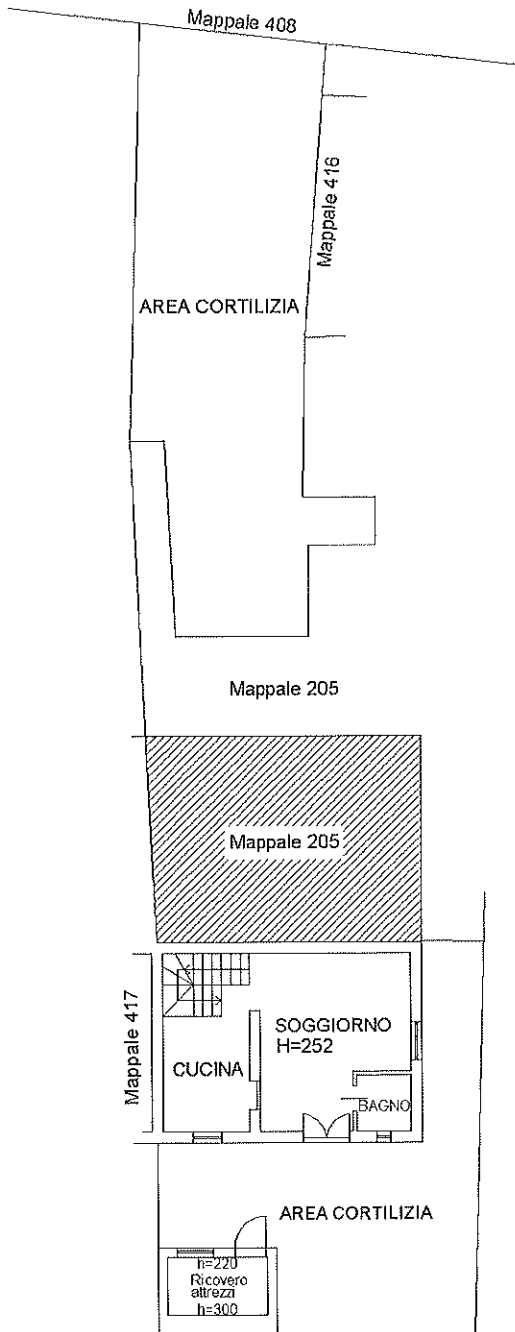 Mappale 408
Mappale 416
AREA CORTILIZIA
Mappale 205
Mappale 205
Mappale 417
SOGGIORNO
H=252
CUCINA
BAGNO
AREA CORTILIZIA
h=220
Ricovero
attrezzi
h=300